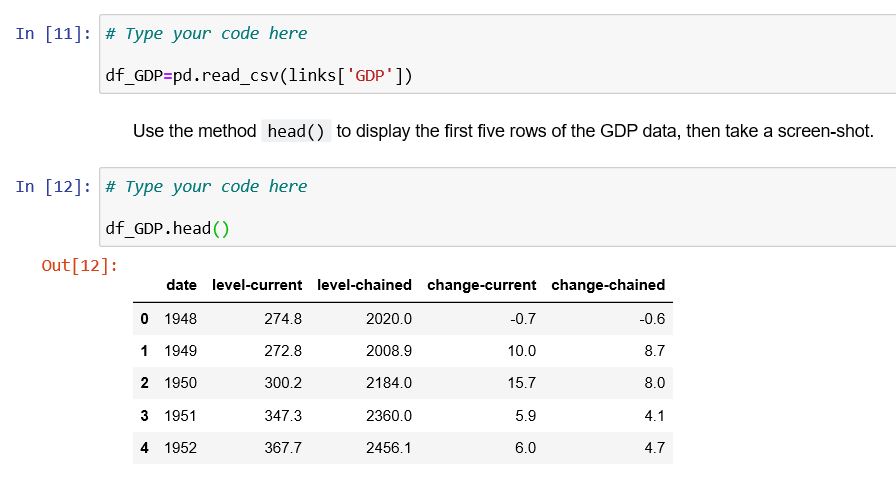 In [11]: # Type your code here
df_GDP=pd.read_csv(links['GDP'])
Use the method head() to display the first five rows of the GDP data, then take a screen-shot.
In [12]: # Type your code here
df_GDP.head()
Out[12]:
date level-current level-chained change-current change-chained
0 1948 274.8 2020.0 -0.7 -0.6
1 1949 272.8 2008.9 10.0 8.7
2 1950 300.2 2184.0 15.7 8.0
3 1951 347.3 2360.0 5.9 4.1
4 1952 367.7 2456.1 6.0 4.7